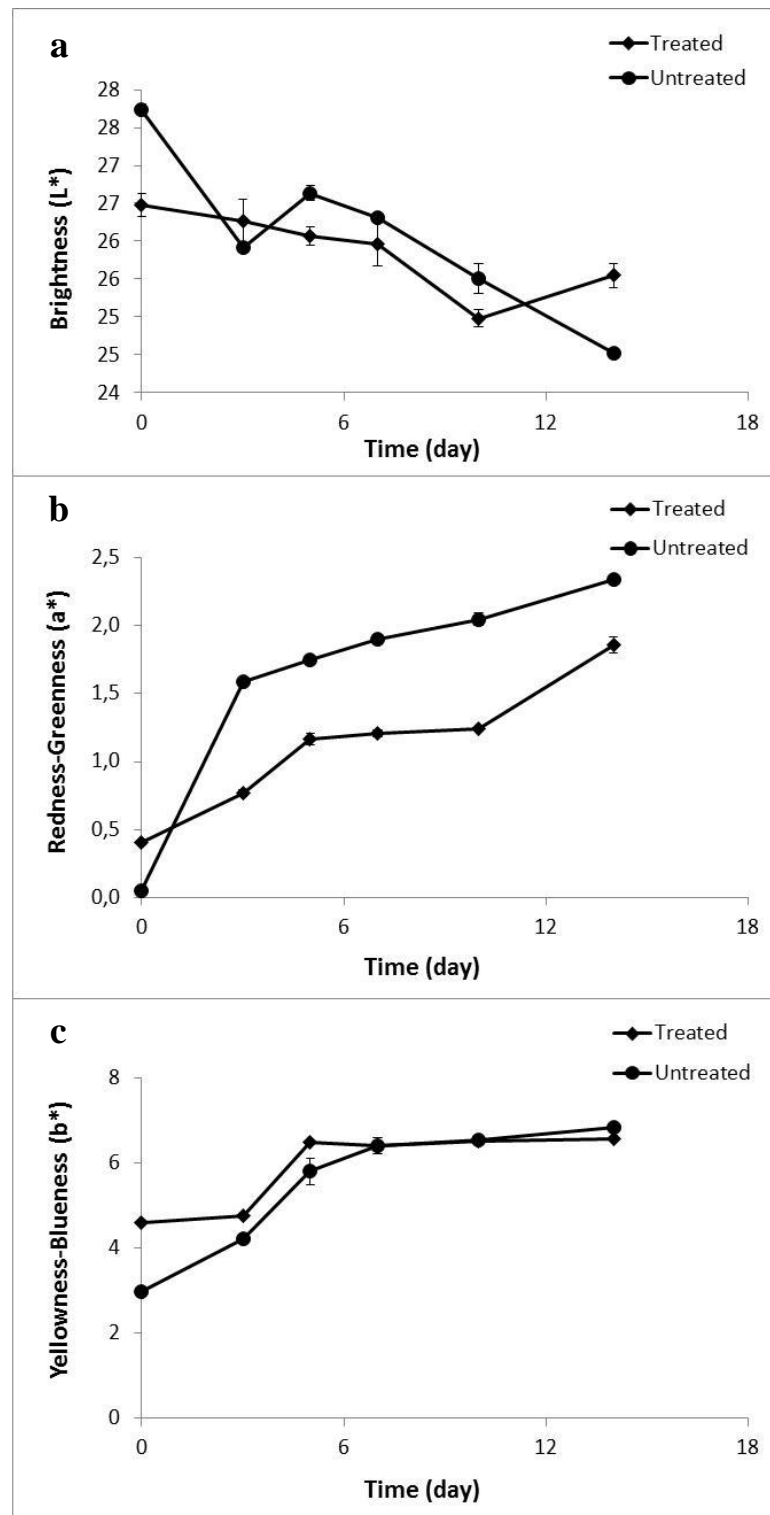 a
Treated
Untreated
Brightness (L*)
28
28
27
27
26
26
25
25
24
0 6 12 18
Time (day)
b
Treated
Untreated
Redness-Greenness (a*)
2,5
2,0
1,5
1,0
0,5
0,0
0 6 12 18
Time (day)
c
Treated
Untreated
Yellowness-Blueness (b*)
8
6
4
2
0
0 6 12 18
Time (day)